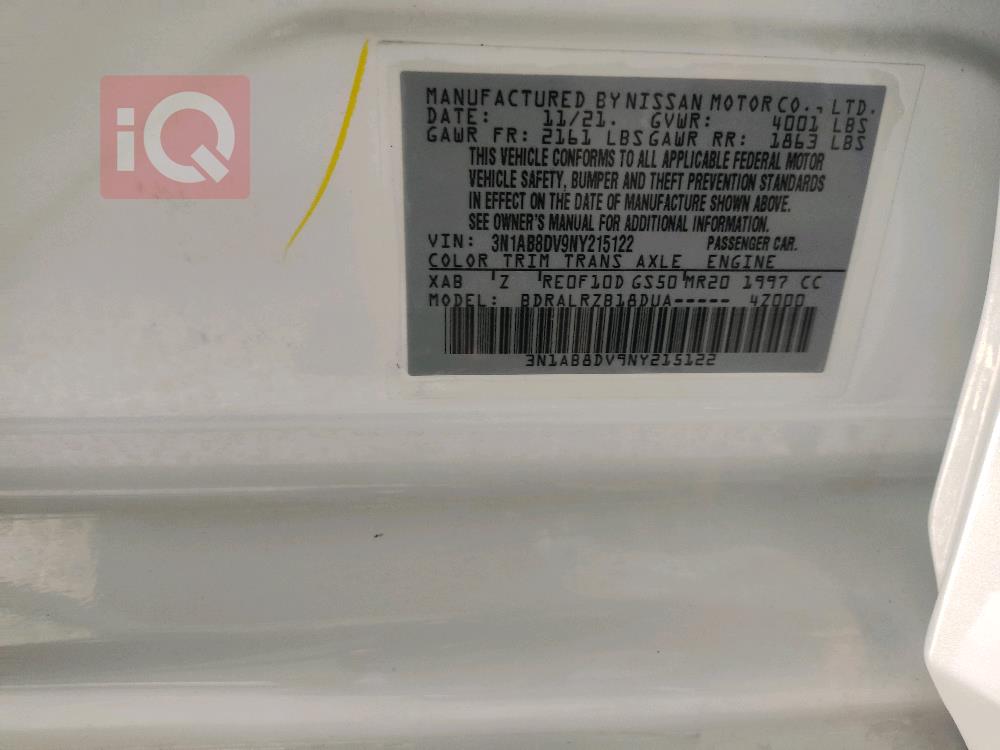 iQ
MANUFACTURED BY NISSAN MOTOR CO., LTD.
DATE: 11/21. GVWR: 4001 LBS
GAWR FR: 2161 LBS GAWR RR: 1863 LBS
THIS VEHICLE CONFORMS TO ALL APPLICABLE FEDERAL MOTOR
VEHICLE SAFETY, BUMPER AND THEFT PREVENTION STANDARDS
IN EFFECT ON THE DATE OF MANUFACTURE SHOWN ABOVE.
SEE OWNER'S MANUAL FOR ADDITIONAL INFORMATION.
VIN: 3N1AB8DV9NY215122 PASSENGER CAR.
COLOR TRIM TRANS AXLE ENGINE
XAB Z RE0F10D GS50 MR20 1997 CC
MODEL: BDRALRZB18DUA----- 4Z000
3N1AB8DV9NY215122